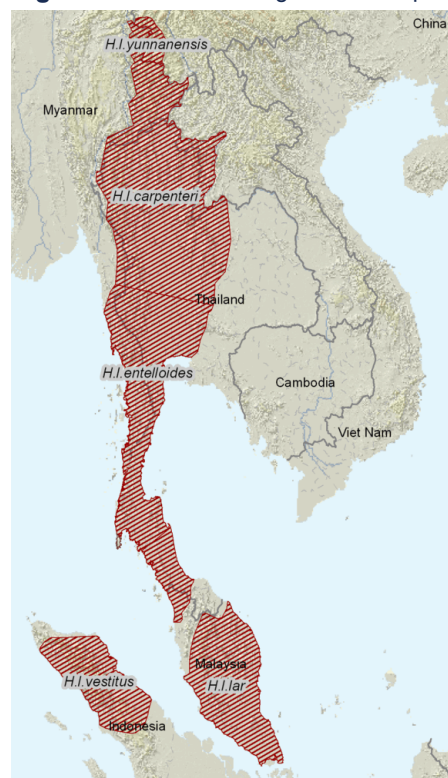 China
H.l.yunnanensis
Myanmar
H.l.carpenteri
Thailand
H.l.entelloides
Cambodia
Viet Nam
Malaysia
H.l.vestitus
H.l.lar
Indonesia